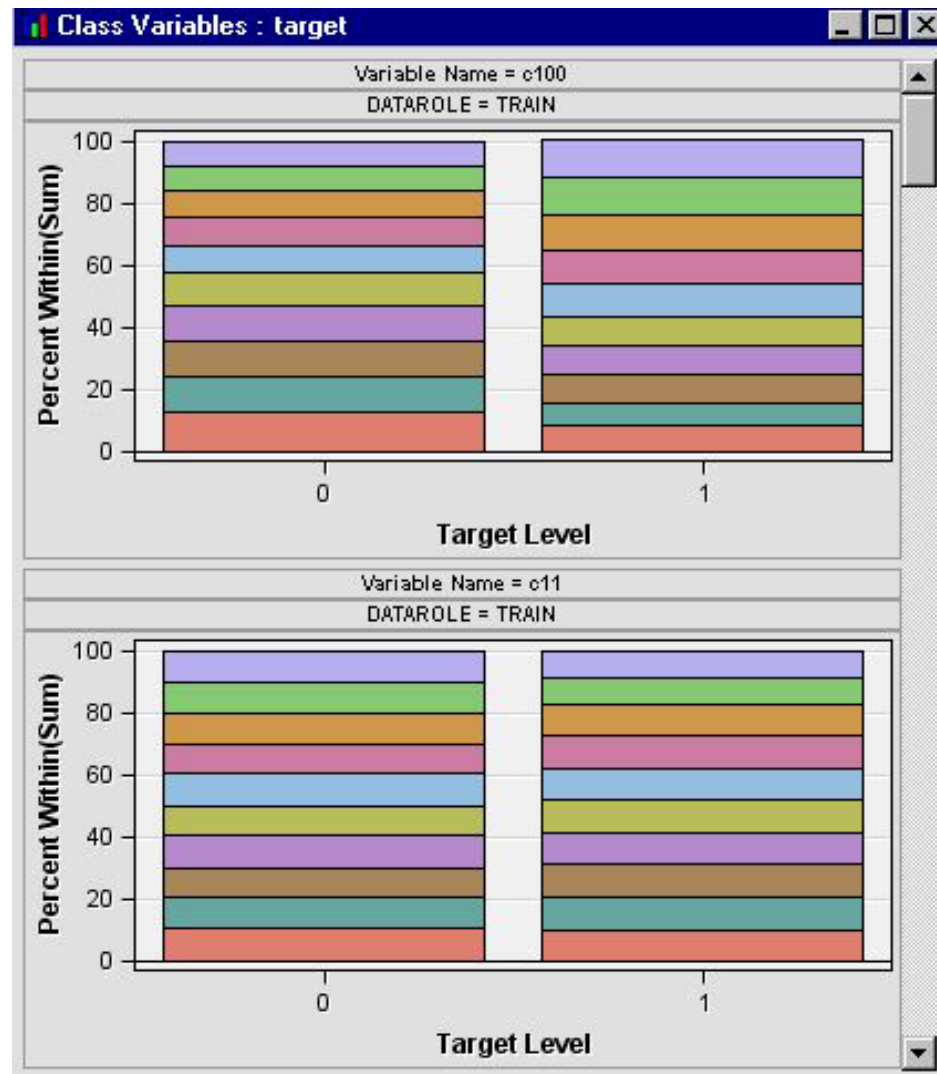 Class Variables : target
Variable Name = c100
DATAROLE = TRAIN
Percent Within(Sum)
100
80
60
40
20
0
0 1
Target Level
Variable Name = c11
DATAROLE = TRAIN
Percent Within(Sum)
100
80
60
40
20
0
0 1
Target Level